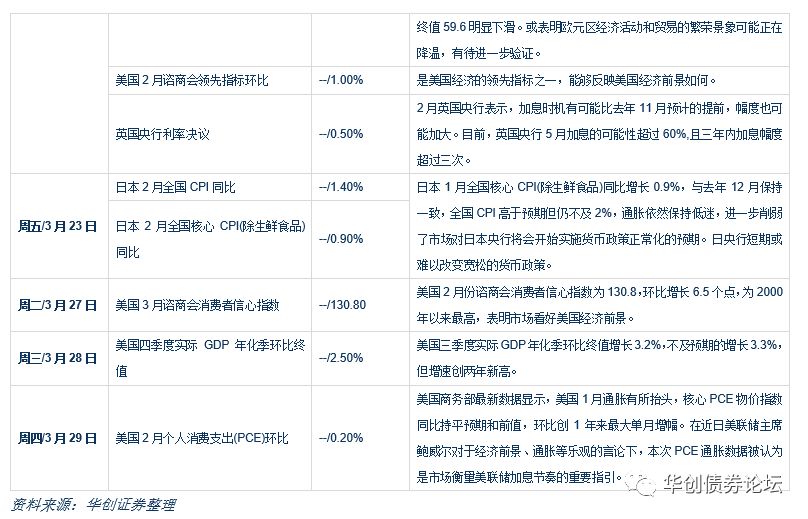 终值 59.6 明显下滑。或表明欧元区经济活动和贸易的繁荣景象可能正在
降温，有待进一步验证。
美国 2 月谘商会领先指标环比
--/1.00%
是美国经济的领先指标之一，能够反映美国经济前景如何。
英国央行利率决议
--/0.50%
2 月英国央行表示，加息时机有可能比去年 11 月预计的提前，幅度也可
能加大。目前，英国央行 5 月加息的可能性超过 60%,且三年内加息幅度
超过三次。
周五/3 月 23 日
日本 2 月全国 CPI 同比
--/1.40%
日本 2 月全国核心 CPI(除生鲜食品)
同比
--/0.90%
日本 1 月全国核心 CPI(除生鲜食品)同比增长 0.9%，与去年 12 月保持
一致，全国 CPI 高于预期但仍不及 2%，通胀依然保持低迷，进一步削弱
了市场对日本央行将会开始实施货币政策正常化的预期。日央行短期或
难以改变宽松的货币政策。
周二/3 月 27 日
美国 3 月谘商会消费者信心指数
--/130.80
美国 2 月份谘商会消费者信心指数为 130.8，环比增长 6.5 个点，为 2000
年以来最高，表明市场看好美国经济前景。
周三/3 月 28 日
美国四季度实际 GDP 年化季环比终
值
--/2.50%
美国三季度实际 GDP 年化季环比终值增长 3.2%，不及预期的增长 3.3%，
但增速创两年新高。
周四/3 月 29 日
美国 2 月个人消费支出(PCE)环比
--/0.20%
美国商务部最新数据显示，美国 1 月通胀有所抬头，核心 PCE 物价指数
同比持平预期和前值，环比创 1 年来最大单月增幅。在近日美联储主席
鲍威尔对于经济前景、通胀等乐观的言论下，本次 PCE 通胀数据被认为
是市场衡量美联储加息节奏的重要指引。
华创债券论坛
资料来源：华创证券整理